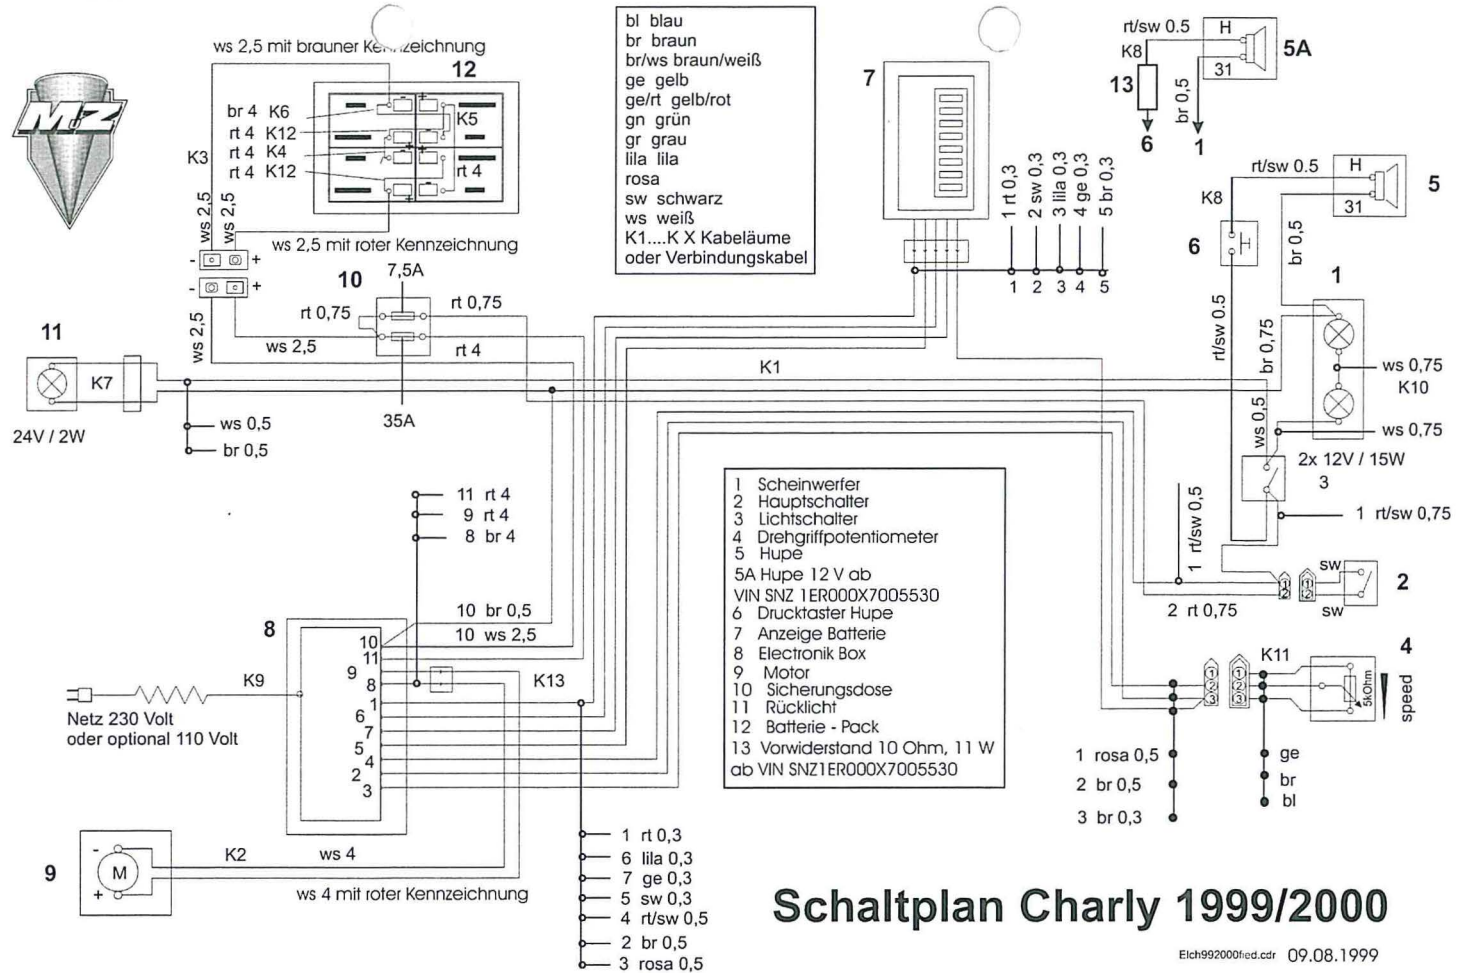 MZ
ws 2,5 mit brauner Kennzeichnung
12
br 4 K6
rt 4 K12
rt 4 K4
rt 4 K12
K5
rt 4
K3
ws 2,5
ws 2,5
ws 2,5 mit roter Kennzeichnung
- +
- +
bl blau
br braun
br/ws braun/weiß
ge gelb
ge/rt gelb/rot
gn grün
gr grau
lila lila
rosa
sw schwarz
ws weiß
K1....K X Kabeläume
oder Verbindungskabel
7
1 rt 0,3
2 sw 0,3
3 lila 0,3
4 ge 0,3
5 br 0,3
1 2 3 4 5
rt/sw 0.5
H
5A
K8
31
13
br 0,5
6
1
rt/sw 0.5
H
5
K8
31
6
br 0,5
1
rt/sw 0.5
br 0,75
ws 0,75
K10
ws 0,5
ws 0,75
2x 12V / 15W
3
1 rt/sw 0,75
10
7,5A
rt 0,75
rt 0,75
ws 2,5
ws 2,5
rt 4
35A
11
K7
24V / 2W
ws 0,5
br 0,5
K1
11 rt 4
9 rt 4
8 br 4
10 br 0,5
10 ws 2,5
8
10
11
9
8
1
6
7
5
4
2
3
K13
K9
Netz 230 Volt
oder optional 110 Volt
9
-
M
+
K2
ws 4
ws 4 mit roter Kennzeichnung
1 rt 0,3
6 lila 0,3
7 ge 0,3
5 sw 0,3
4 rt/sw 0,5
2 br 0,5
3 rosa 0,5
1 Scheinwerfer
2 Hauptschalter
3 Lichtschalter
4 Drehgriffpotentiometer
5 Hupe
5A Hupe 12 V ab
VIN SNZ 1ER000X7005530
6 Drucktaster Hupe
7 Anzeige Batterie
8 Electronik Box
9 Motor
10 Sicherungsdose
11 Rücklicht
12 Batterie - Pack
13 Vorwiderstand 10 Ohm, 11 W
ab VIN SNZ1ER000X7005530
1 rt/sw 0,5
2 rt 0,75
1
2
1
2
sw
sw
2
K11
4
1
2
3
1
2
3
5kOhm
speed
1 rosa 0,5
2 br 0,5
3 br 0,3
ge
br
bl
Schaltplan Charly 1999/2000
Elch992000fied.cdr 09.08.1999